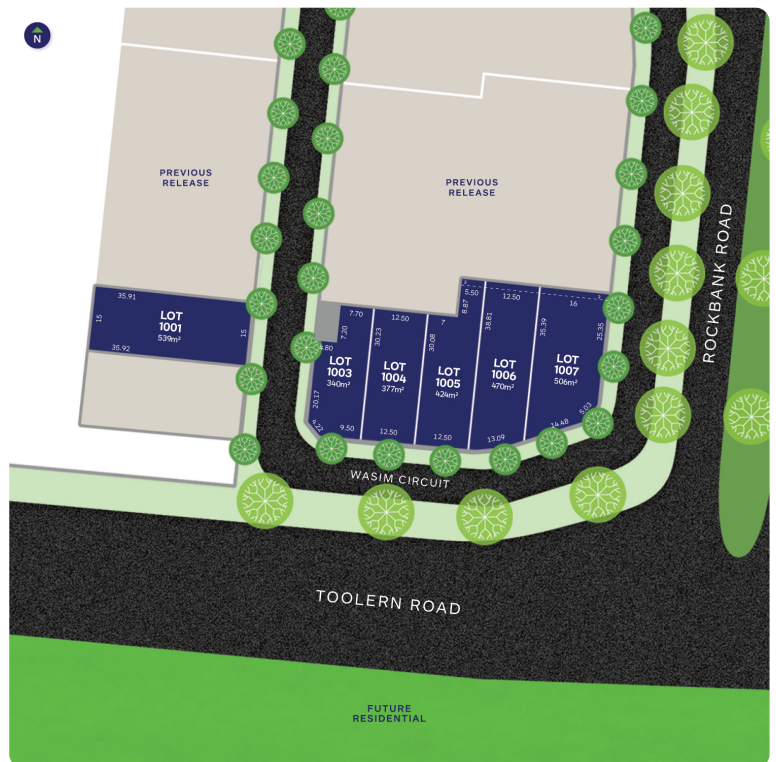 N
PREVIOUS
RELEASE
PREVIOUS
RELEASE
ROCKBANK ROAD
35.91
15
LOT
1001
539m²
15
35.92
7.70
7.20
4.80
LOT
1003
340m²
20.17
4.22
9.50
12.50
30.23
LOT
1004
377m²
12.50
7
30.08
LOT
1005
424m²
12.50
5.50
8.87
12.50
38.81
LOT
1006
470m²
13.09
16
2
35.39
25.35
LOT
1007
506m²
14.48
5.03
WASIM CIRCUIT
TOOLERN ROAD
FUTURE
RESIDENTIAL